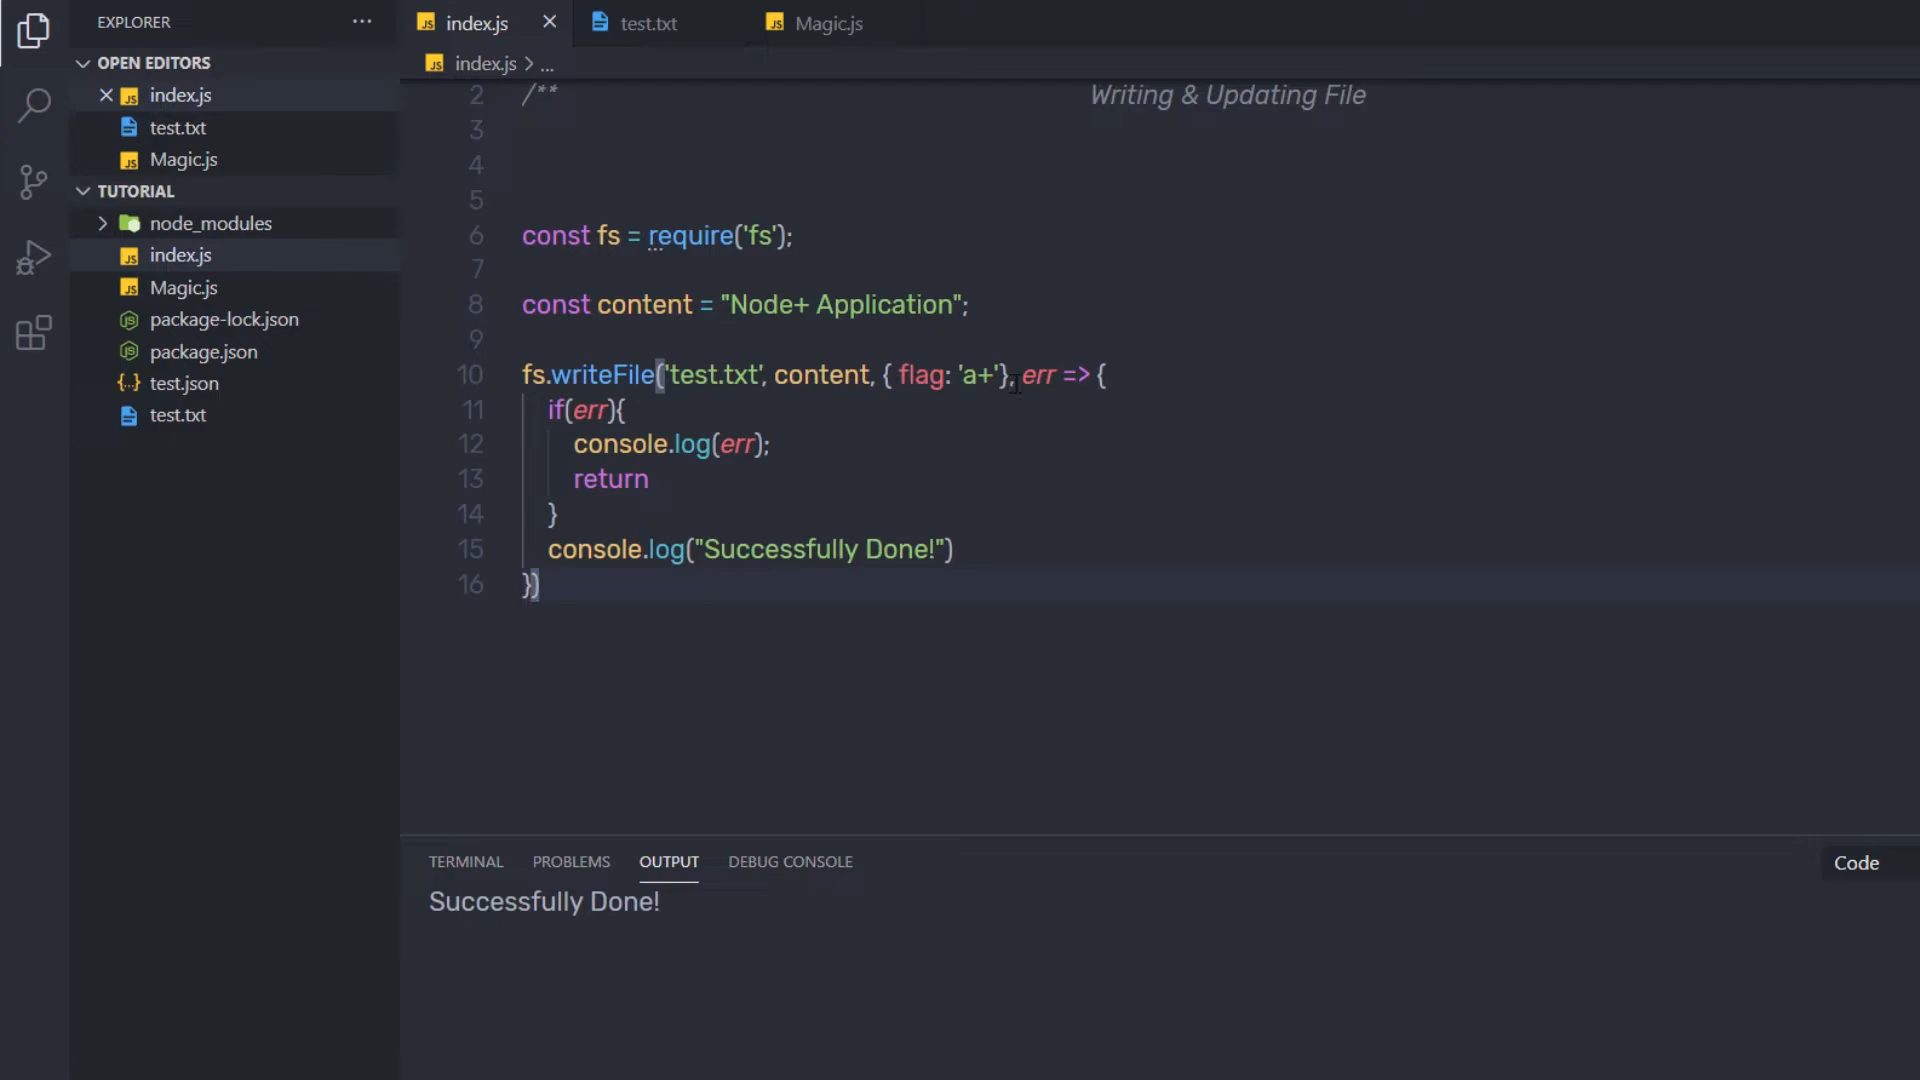 EXPLORER ...
OPEN EDITORS
index.js
test.txt
Magic.js
TUTORIAL
node_modules
index.js
Magic.js
package-lock.json
package.json
test.json
test.txt
index.js test.txt Magic.js
index.js > ...
2 /** Writing & Updating File
3
4
5
6 const fs = require('fs');
7
8 const content = "Node+ Application";
9
10 fs.writeFile('test.txt', content, { flag: 'a+'}, err => {
11 if(err){
12 console.log(err);
13 return
14 }
15 console.log("Successfully Done!")
16 })
TERMINAL PROBLEMS OUTPUT DEBUG CONSOLE Code
Successfully Done!